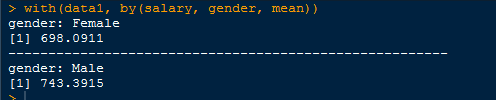 > with(data1, by(salary, gender, mean))
gender: Female
[1] 698.0911
------------------------------------------------------
gender: Male
[1] 743.3915
>